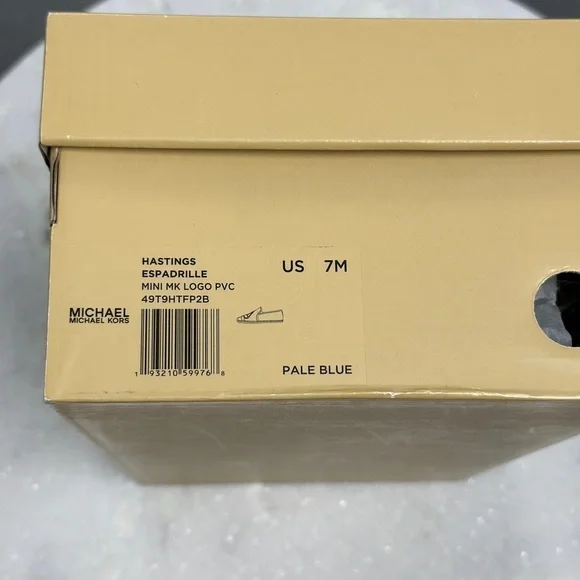 HASTINGS
ESPADRILLE
MINI MK LOGO PVC
49T9HTFP2B
US 7M
MICHAEL
MICHAEL KORS
1 93210 59976 8
PALE BLUE